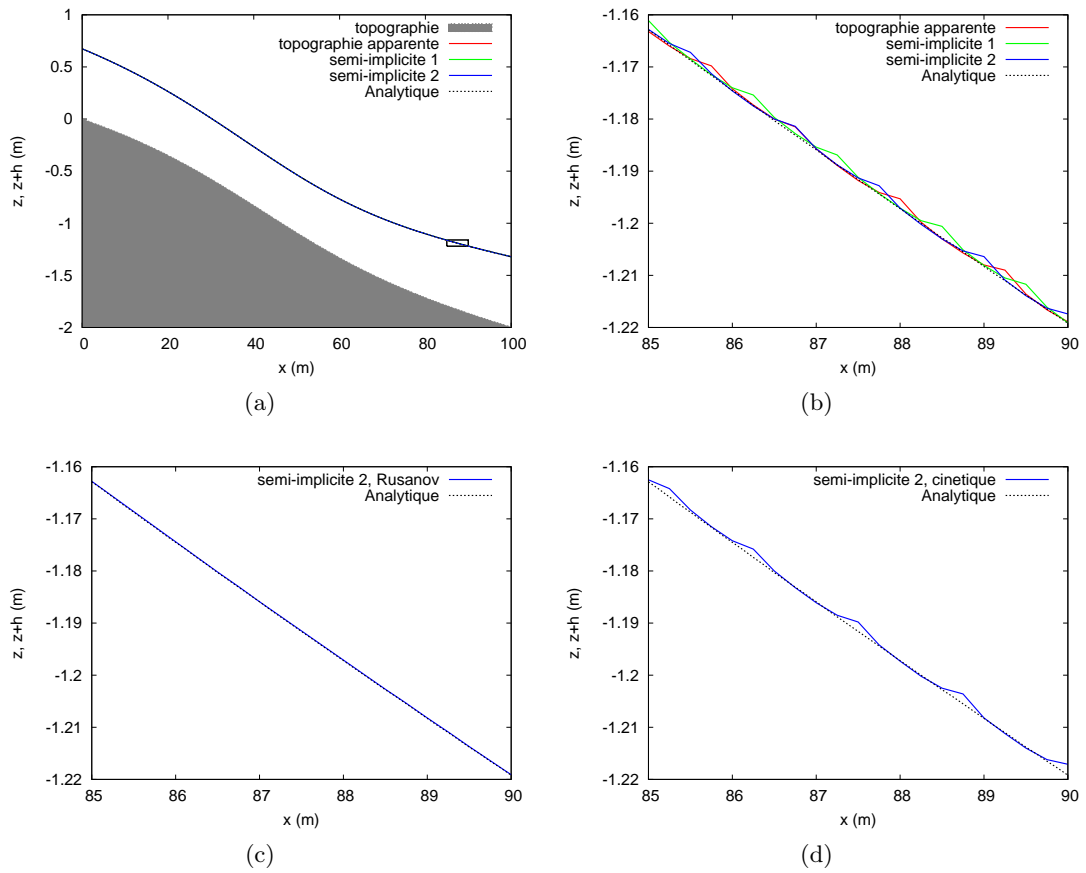 1
0.5
0
-0.5
-1
-1.5
-2
z, z+h (m)
topographie
topographie apparente
semi-implicite 1
semi-implicite 2
Analytique
0 20 40 60 80 100
x (m)
(a)
-1.16
-1.17
-1.18
-1.19
-1.2
-1.21
-1.22
z, z+h (m)
topographie apparente
semi-implicite 1
semi-implicite 2
Analytique
85 86 87 88 89 90
x (m)
(b)
-1.16
-1.17
-1.18
-1.19
-1.2
-1.21
-1.22
z, z+h (m)
semi-implicite 2, Rusanov
Analytique
85 86 87 88 89 90
x (m)
(c)
-1.16
-1.17
-1.18
-1.19
-1.2
-1.21
-1.22
z, z+h (m)
semi-implicite 2, cinetique
Analytique
85 86 87 88 89 90
x (m)
(d)